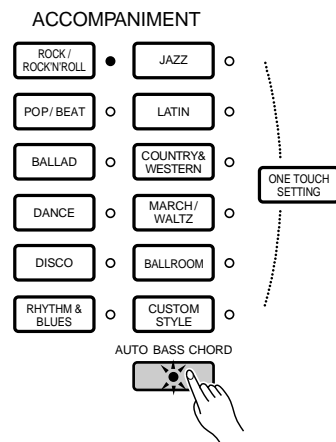 ACCOMPANIMENT
ROCK /
ROCK'N'ROLL
JAZZ
POP/ BEAT
LATIN
BALLAD
COUNTRY&
WESTERN
ONE TOUCH
SETTING
DANCE
MARCH/
WALTZ
DISCO
BALLROOM
RHYTHM &
BLUES
CUSTOM
STYLE
AUTO BASS CHORD